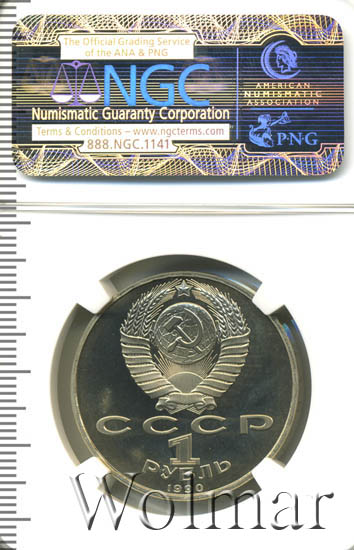 The Official Grading Service
of the ANA & PNG
NGC
Numismatic Guaranty Corporation
Terms & Conditions – www.ngcterms.com
888.NGC.1141
AMERICAN
NUMISMATIC
ASSOCIATION
PNG
СССР
1
РУБЛЬ
1990
Wolmar